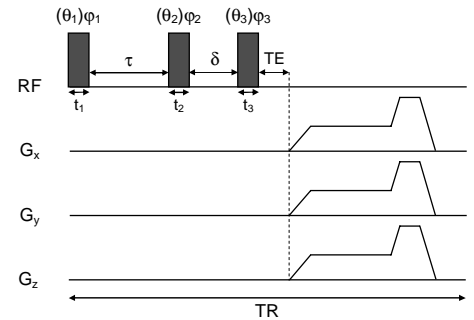 (θ₁)φ₁ (θ₂)φ₂ (θ₃)φ₃
τ δ TE
RF
t₁ t₂ t₃
Gₓ
Gᵧ
G_z
TR